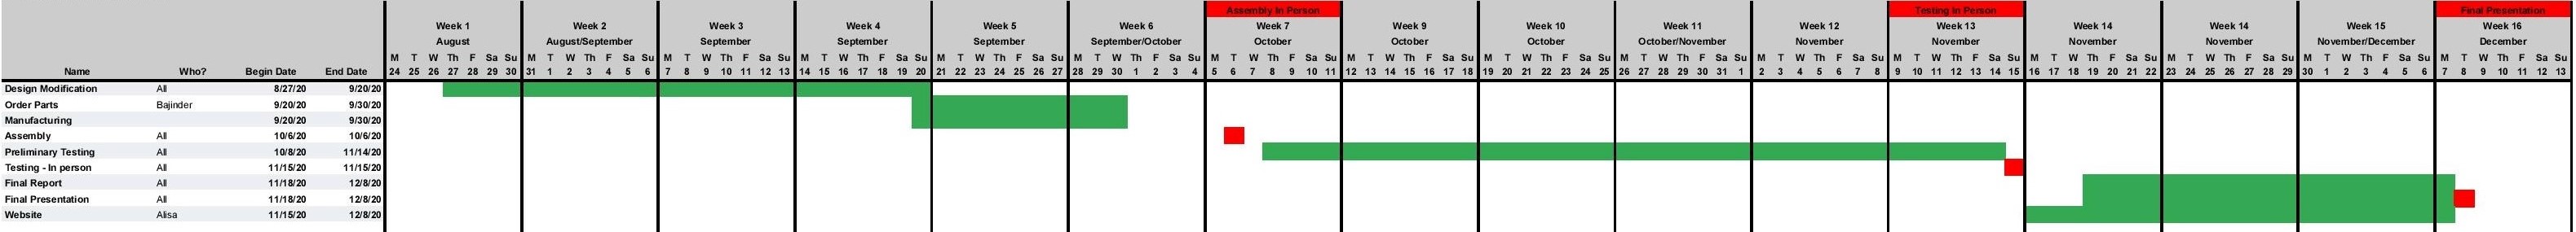 Assembly In Person Testing In Person Final Presentation
Week 1 Week 2 Week 3 Week 4 Week 5 Week 6 Week 7 Week 9 Week 10 Week 11 Week 12 Week 13 Week 14 Week 14 Week 15 Week 16
August August/September September September September September/October October October October October/November November November November November November/December December
M T W Th F Sa Su M T W Th F Sa Su M T W Th F Sa Su M T W Th F Sa Su M T W Th F Sa Su M T W Th F Sa Su M T W Th F Sa Su M T W Th F Sa Su M T W Th F Sa Su M T W Th F Sa Su M T W Th F Sa Su M T W Th F Sa Su M T W Th F Sa Su M T W Th F Sa Su M T W Th F Sa Su M T W Th F Sa Su
Name Who? Begin Date End Date 24 25 26 27 28 29 30 31 1 2 3 4 5 6 7 8 9 10 11 12 13 14 15 16 17 18 19 20 21 22 23 24 25 26 27 28 29 30 1 2 3 4 5 6 7 8 9 10 11 12 13 14 15 16 17 18 19 20 21 22 23 24 25 26 27 28 29 30 31 1 2 3 4 5 6 7 8 9 10 11 12 13 14 15 16 17 18 19 20 21 22 23 24 25 26 27 28 29 30 1 2 3 4 5 6 7 8 9 10 11 12 13
Design Modification All 8/27/20 9/20/20
Order Parts Bajinder 9/20/20 9/30/20
Manufacturing 9/20/20 9/30/20
Assembly All 10/6/20 10/6/20
Preliminary Testing All 10/8/20 11/14/20
Testing - In person All 11/15/20 11/15/20
Final Report All 11/18/20 12/8/20
Final Presentation All 11/18/20 12/8/20
Website Alisa 11/15/20 12/8/20